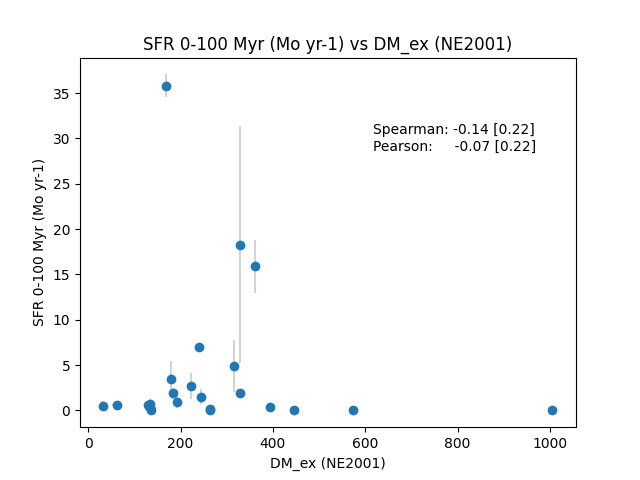 SFR 0-100 Myr (Mo yr-1) vs DM_ex (NE2001)
Spearman: -0.14 [0.22]
Pearson: -0.07 [0.22]
SFR 0-100 Myr (Mo yr-1)
35
30
25
20
15
10
5
0
0 200 400 600 800 1000
DM_ex (NE2001)